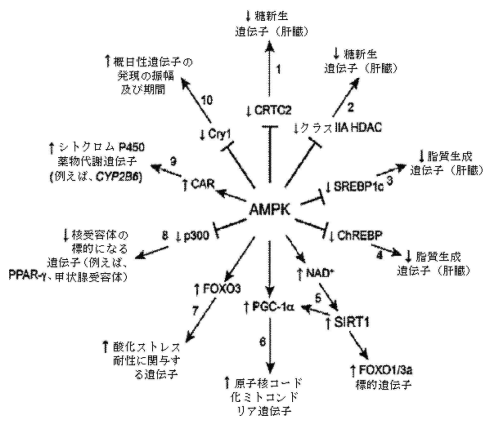 ↓糖新生
遺伝子（肝臓）
↓糖新生
遺伝子（肝臓）
↑概日性遺伝子の
発現の振幅
及び期間
1
2
10
↓CRTC2
↓クラスIIA HDAC
↓Cry1
↑シトクロム P450
薬物代謝遺伝子
(例えば、CYP2B6)
9
↑CAR
↓SREBP1c
3
↓脂質生成
遺伝子（肝臓）
AMPK
↓核受容体の
標的になる
遺伝子（例えば、
PPAR-γ、甲状腺受容体）
8
↓p300
↓ChREBP
4
↓脂質生成
遺伝子（肝臓）
↑NAD⁺
↑FOXO3
↑PGC-1α
5
↑SIRT1
7
6
↑酸化ストレス
耐性に関与す
る遺伝子
↑原子核コード
化ミトコンド
リア遺伝子
↑FOXO1/3a
標的遺伝子